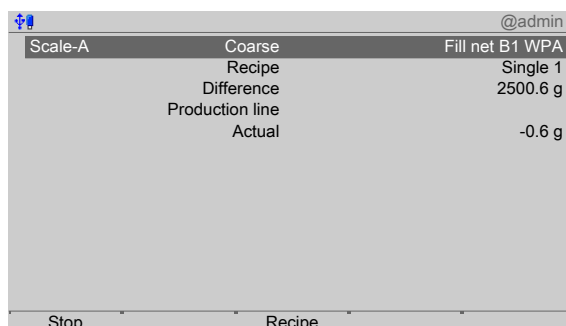 @admin
Scale-A Coarse Fill net B1 WPA
Recipe Single 1
Difference 2500.6 g
Production line
Actual -0.6 g
Stop Recipe